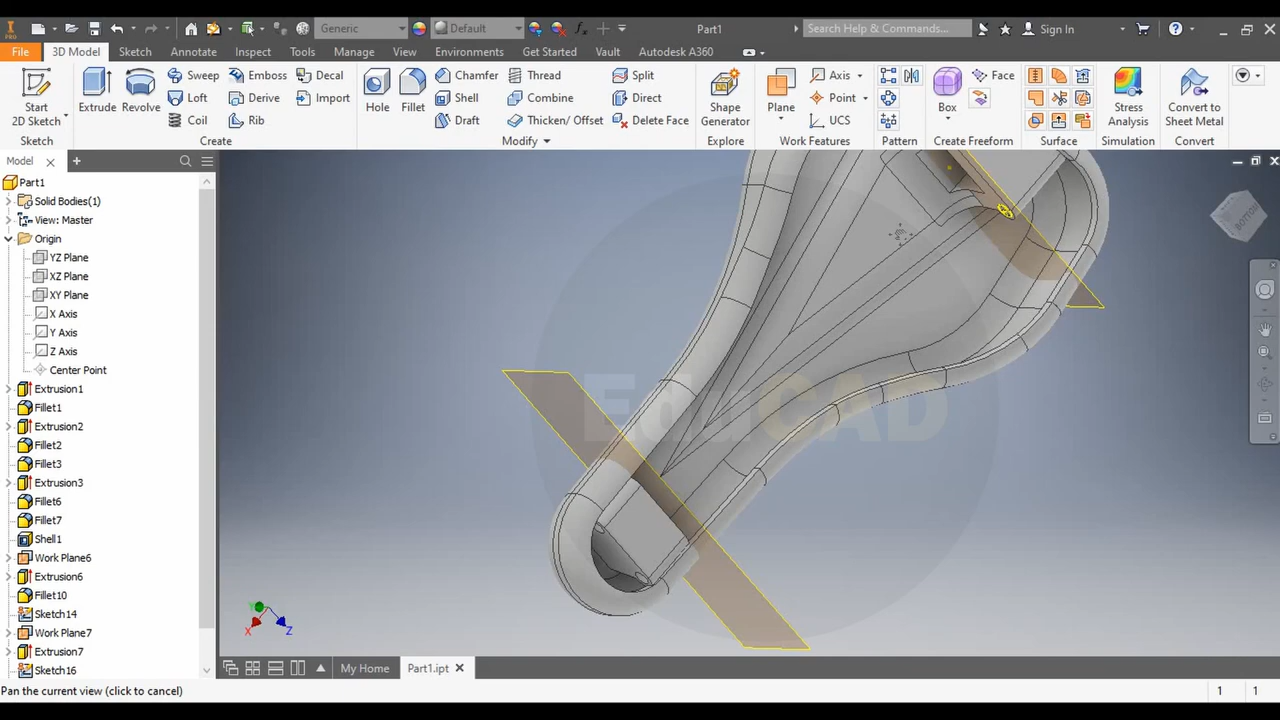 PRO
Generic
Default
Part1
Search Help & Commands...
Sign In
File
3D Model
Sketch
Annotate
Inspect
Tools
Manage
View
Environments
Get Started
Vault
Autodesk A360
Start
2D Sketch
Sketch
Extrude
Revolve
Sweep
Loft
Coil
Emboss
Derive
Rib
Decal
Import
Create
Hole
Fillet
Chamfer
Shell
Draft
Thread
Combine
Thicken/ Offset
Split
Direct
Delete Face
Modify
Shape
Generator
Explore
Plane
Axis
Point
UCS
Work Features
Pattern
Box
Face
Create Freeform
Surface
Stress
Analysis
Simulation
Convert to
Sheet Metal
Convert
Model
Part1
Solid Bodies(1)
View: Master
Origin
YZ Plane
XZ Plane
XY Plane
X Axis
Y Axis
Z Axis
Center Point
Extrusion1
Fillet1
Extrusion2
Fillet2
Fillet3
Extrusion3
Fillet6
Fillet7
Shell1
Work Plane6
Extrusion6
Fillet10
Sketch14
Work Plane7
Extrusion7
Sketch16
BOTTOM
EduCAD
Y
X
Z
My Home
Part1.ipt
Pan the current view (click to cancel)
1
1